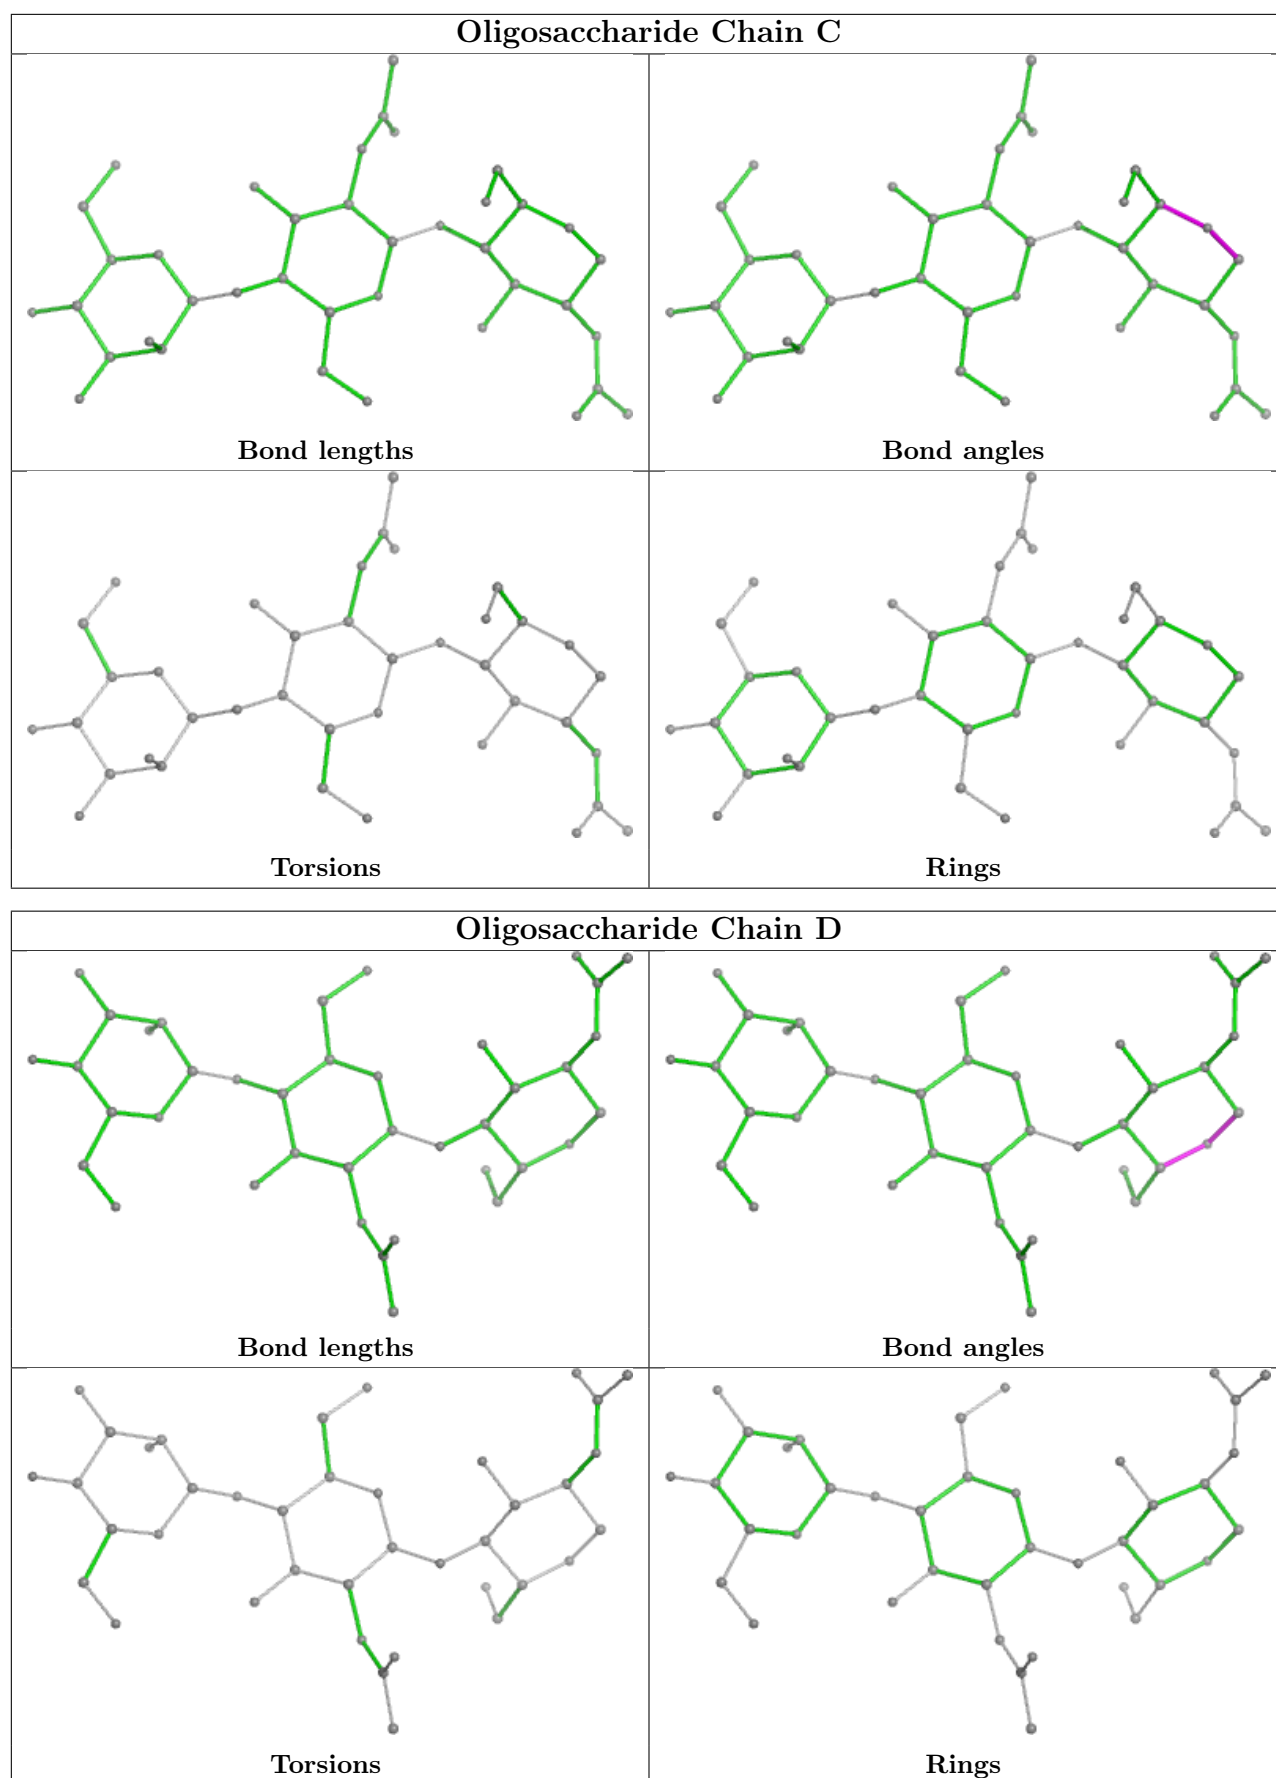 Oligosaccharide Chain C
Bond lengths
Bond angles
Torsions
Rings
Oligosaccharide Chain D
Bond lengths
Bond angles
Torsions
Rings